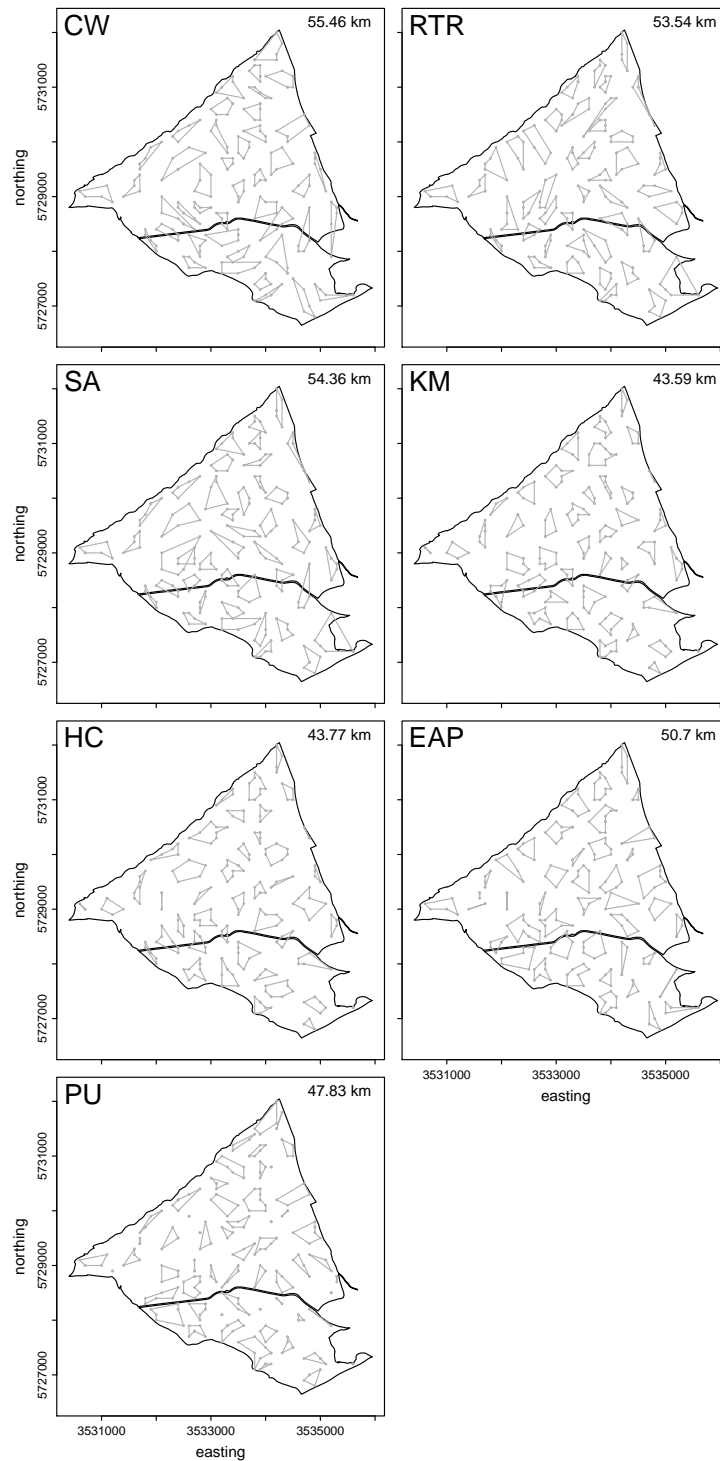 CW 55.46 km RTR 53.54 km
5731000
5729000
5727000
northing
SA 54.36 km KM 43.59 km
5731000
5729000
5727000
northing
HC 43.77 km EAP 50.7 km
5731000
5729000
5727000
northing
3531000 3533000 3535000
easting
PU 47.83 km
5731000
5729000
5727000
northing
3531000 3533000 3535000
easting